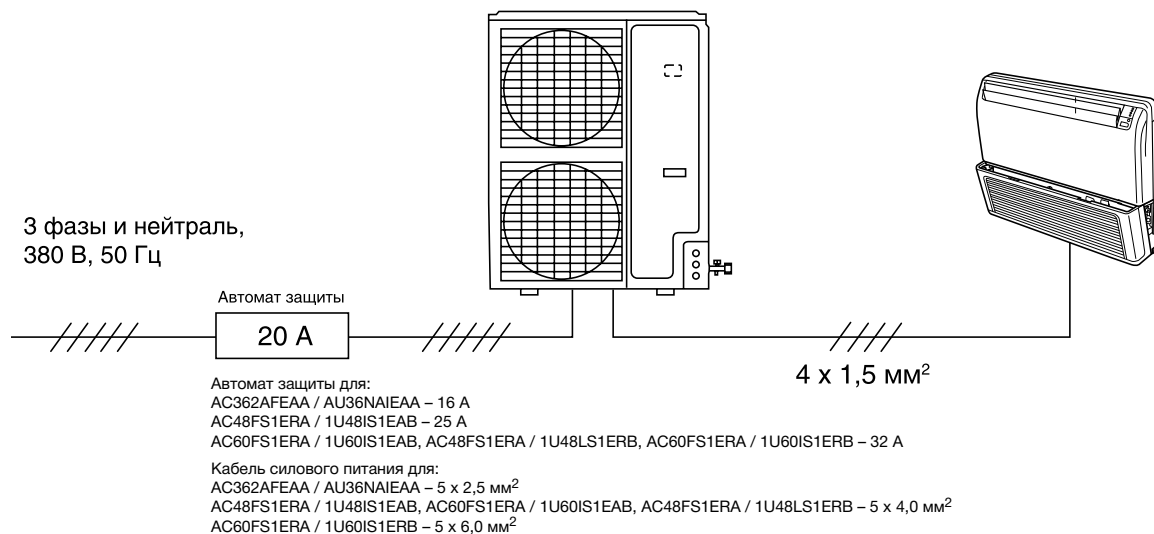 3 фазы и нейтраль,
380 В, 50 Гц
Автомат защиты
20 А
4 x 1,5 мм²
Автомат защиты для:
AC362AFEAA / AU36NAIEAA – 16 А
AC48FS1ERA / 1U48IS1EAB – 25 А
AC60FS1ERA / 1U60IS1EAB, AC48FS1ERA / 1U48LS1ERB, AC60FS1ERA / 1U60IS1ERB – 32 А
Кабель силового питания для:
AC362AFEAA / AU36NAIEAA – 5 x 2,5 мм²
AC48FS1ERA / 1U48IS1EAB, AC60FS1ERA / 1U60IS1EAB, AC48FS1ERA / 1U48LS1ERB – 5 x 4,0 мм²
AC60FS1ERA / 1U60IS1ERB – 5 x 6,0 мм²